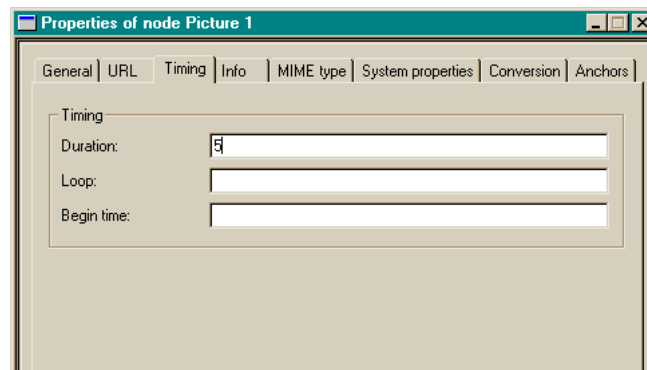 Properties of node Picture 1
General URL Timing Info MIME type System properties Conversion Anchors
Timing
Duration: 5
Loop:
Begin time: